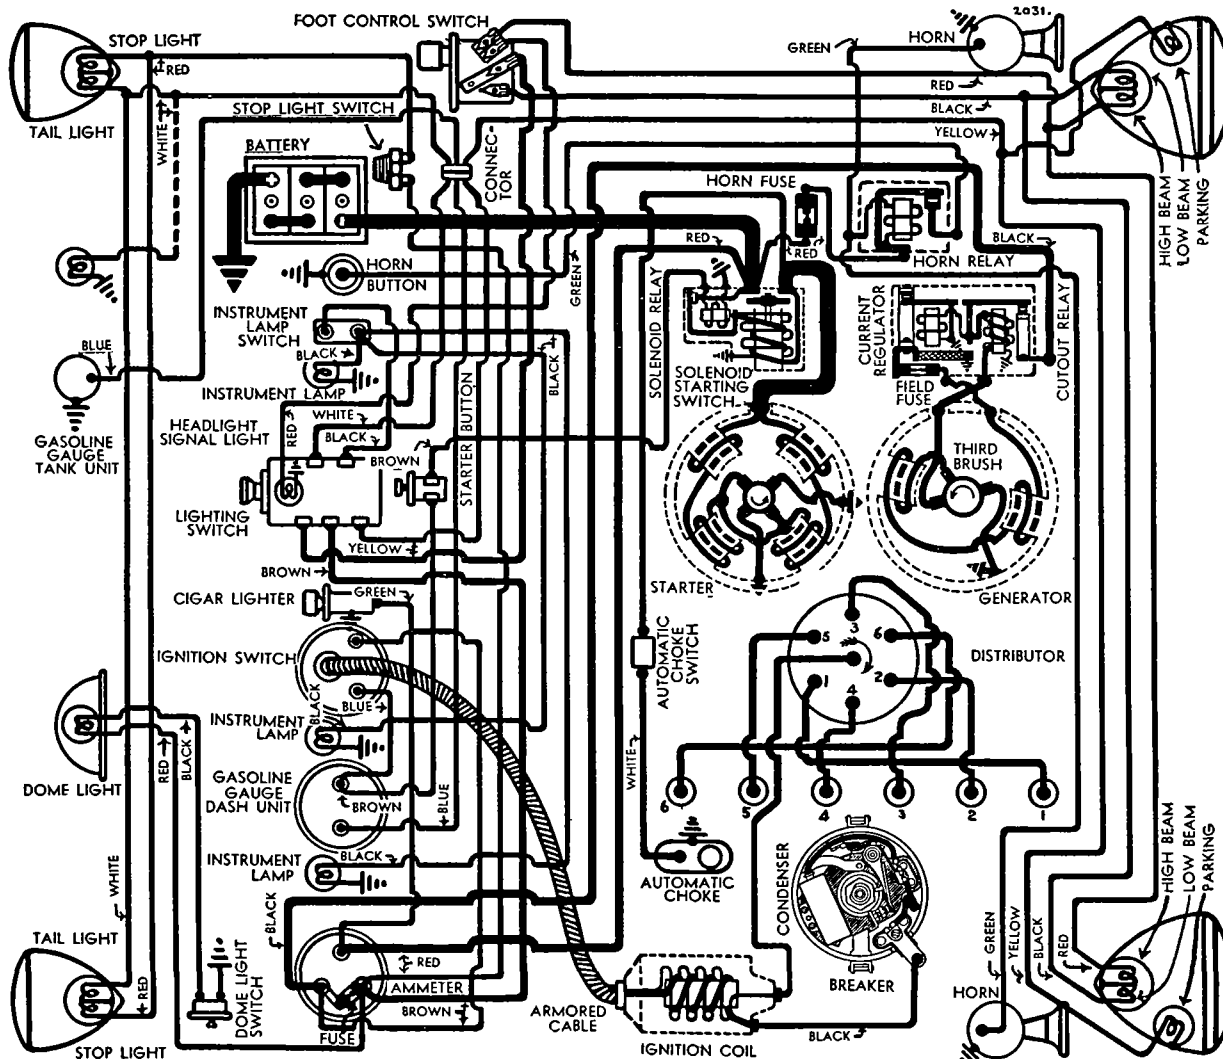 FOOT CONTROL SWITCH
STOP LIGHT
RED
TAIL LIGHT
WHITE
STOP LIGHT SWITCH
BATTERY
CONNEC-
TOR
HORN
BUTTON
GREEN
HORN
2031.
GREEN
RED
BLACK
YELLOW
HIGH BEAM
LOW BEAM
PARKING
HORN FUSE
RED
RED
HORN RELAY
BLACK
SOLENOID RELAY
CURRENT
REGULATOR
CUTOUT RELAY
FIELD
FUSE
SOLENOID
STARTING
SWITCH
BLUE
GASOLINE
GAUGE
TANK UNIT
INSTRUMENT
LAMP
SWITCH
BLACK
INSTRUMENT LAMP
BLACK
HEADLIGHT
SIGNAL LIGHT
RED
WHITE
BLACK
BROWN
STARTER BUTTON
LIGHTING
SWITCH
YELLOW
BROWN
THIRD
BRUSH
STARTER
GENERATOR
CIGAR LIGHTER
GREEN
IGNITION SWITCH
BLACK
BLUE
INSTRUMENT
LAMP
GASOLINE
GAUGE
DASH UNIT
BROWN
BLUE
DOME LIGHT
RED
BLACK
AUTOMATIC
CHOKE
SWITCH
WHITE
3
5
6
1
2
4
DISTRIBUTOR
6
5
4
3
2
1
AUTOMATIC
CHOKE
CONDENSER
BREAKER
INSTRUMENT
LAMP
BLACK
BLACK
RED
AMMETER
BROWN
FUSE
WHITE
TAIL LIGHT
RED
STOP LIGHT
DOME LIGHT
SWITCH
ARMORED
CABLE
IGNITION COIL
BLACK
GREEN
YELLOW
BLACK
RED
HORN
HIGH BEAM
LOW BEAM
PARKING